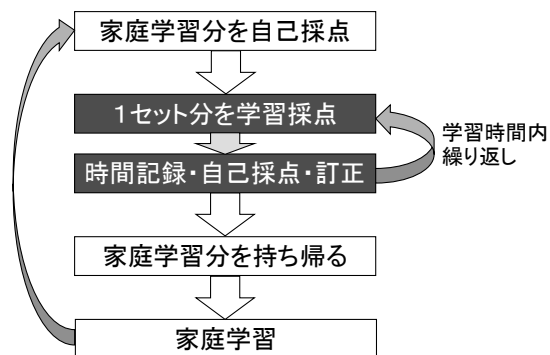 家庭学習分を自己採点
1セット分を学習採点
学習時間内
繰り返し
時間記録・自己採点・訂正
家庭学習分を持ち帰る
家庭学習